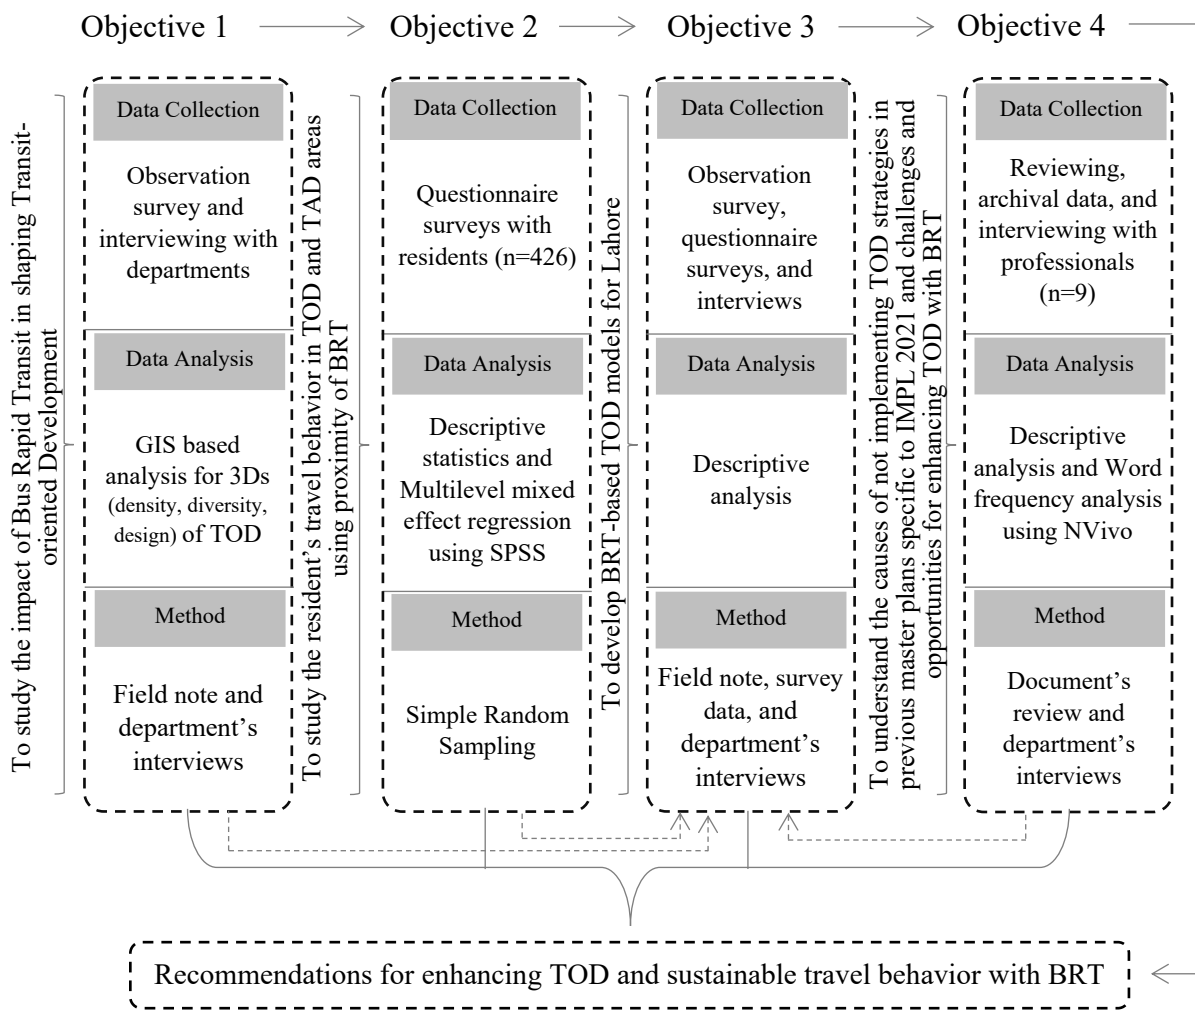 Objective 1
Objective 2
Objective 3
Objective 4
To study the impact of Bus Rapid Transit in shaping Transit-
oriented Development
Data Collection
Observation
survey and
interviewing with
departments
Data Analysis
GIS based
analysis for 3Ds
(density, diversity,
design) of TOD
Method
Field note and
department’s
interviews
To study the resident’s travel behavior in TOD and TAD areas
using proximity of BRT
Data Collection
Questionnaire
surveys with
residents (n=426)
Data Analysis
Descriptive
statistics and
Multilevel mixed
effect regression
using SPSS
Method
Simple Random
Sampling
To develop BRT-based TOD models for Lahore
Data Collection
Observation
survey,
questionnaire
surveys, and
interviews
Data Analysis
Descriptive
analysis
Method
Field note, survey
data, and
department’s
interviews
To understand the causes of not implementing TOD strategies in
previous master plans specific to IMPL 2021 and challenges and
opportunities for enhancing TOD with BRT
Data Collection
Reviewing,
archival data, and
interviewing with
professionals
(n=9)
Data Analysis
Descriptive
analysis and Word
frequency analysis
using NVivo
Method
Document’s
review and
department’s
interviews
Recommendations for enhancing TOD and sustainable travel behavior with BRT